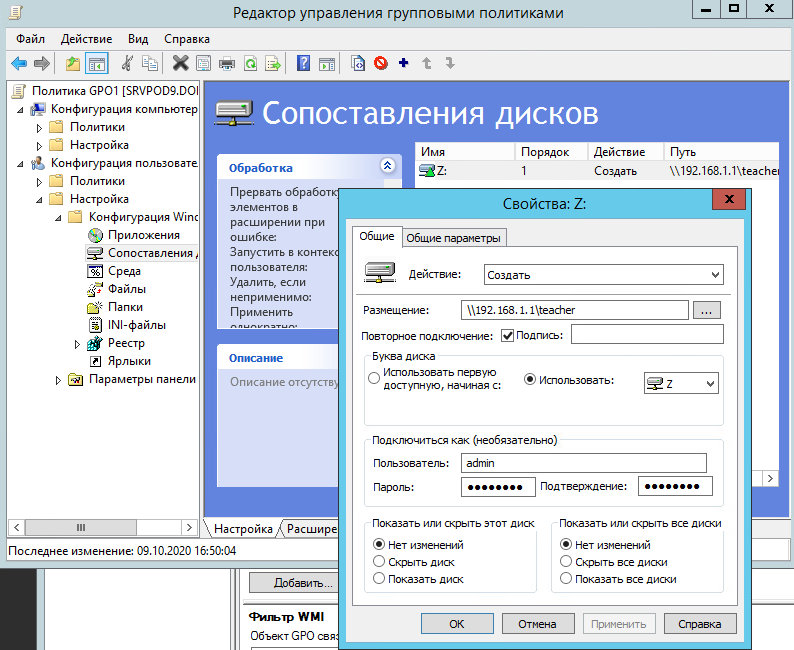 Редактор управления групповыми политиками
Файл Действие Вид Справка
Политика GPO1 [SRVPOD9.DOI
Конфигурация компьютер
Политики
Настройка
Конфигурация пользовате
Политики
Настройка
Конфигурация Winc
Приложения
Сопоставления д
Среда
Файлы
Папки
INI-файлы
Реестр
Ярлыки
Параметры панели
Сопоставления дисков
Обработка
Прервать обработку
элементов в
расширении при
ошибке:
Запустить в контекс
пользователя:
Удалить, если
неприменимо:
Применить
однократно:
Описание
Описание отсутству
Имя Порядок Действие Путь
Z: 1 Создать \\192.168.1.1\teacher
Настройка Расшире
Последнее изменение: 09.10.2020 16:50:04
Добавить...
Фильтр WMI
Объект GPO связ
Свойства: Z:
Общие Общие параметры
Действие: Создать
Размещение: \\192.168.1.1\teacher ...
Повторное подключение: Подпись:
Буква диска
Использовать первую
доступную, начиная с:
Использовать: Z
Подключиться как (необязательно)
Пользователь: admin
Пароль: ●●●●●●●● Подтверждение: ●●●●●●●●
Показать или скрыть этот диск
Нет изменений
Скрыть диск
Показать диск
Показать или скрыть все диски
Нет изменений
Скрыть все диски
Показать все диски
ОК Отмена Применить Справка